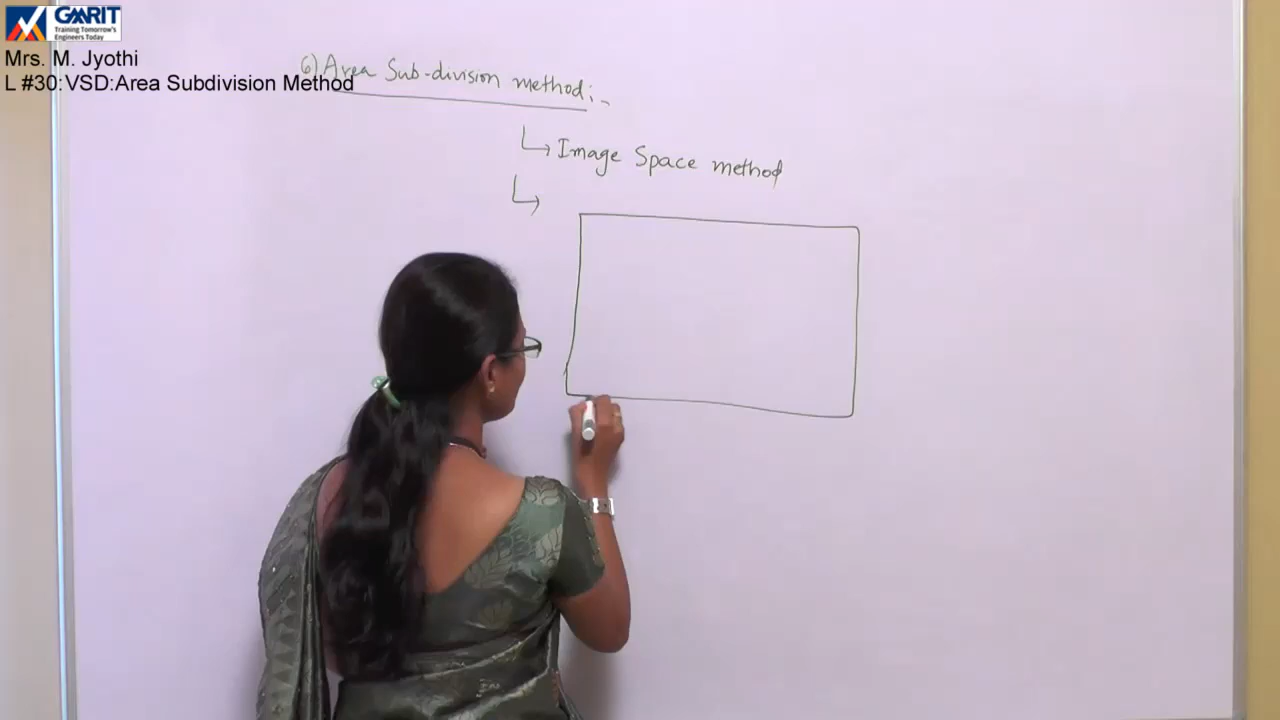 GMRIT
Training Tomorrow's
Engineers Today
Mrs. M. Jyothi
L #30:VSD:Area Subdivision Method
6) Area Sub-division method:-
↳ Image Space method
↳